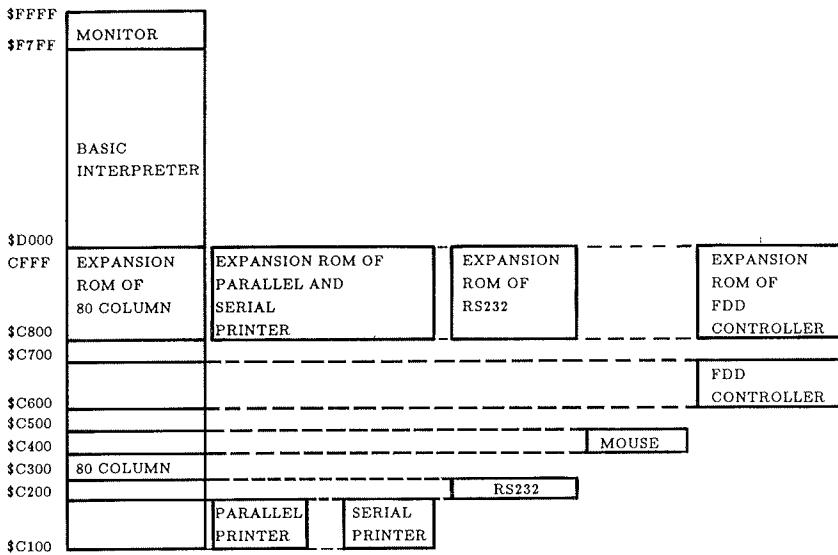 $FFFF
MONITOR
$F7FF
BASIC
INTERPRETER
$D000
CFFF
EXPANSION
ROM OF
80 COLUMN
EXPANSION ROM OF
PARALLEL AND
SERIAL
PRINTER
EXPANSION
ROM OF
RS232
EXPANSION
ROM OF
FDD
CONTROLLER
$C800
$C700
FDD
CONTROLLER
$C600
$C500
MOUSE
$C400
$C300
80 COLUMN
$C200
RS232
PARALLEL
PRINTER
SERIAL
PRINTER
$C100